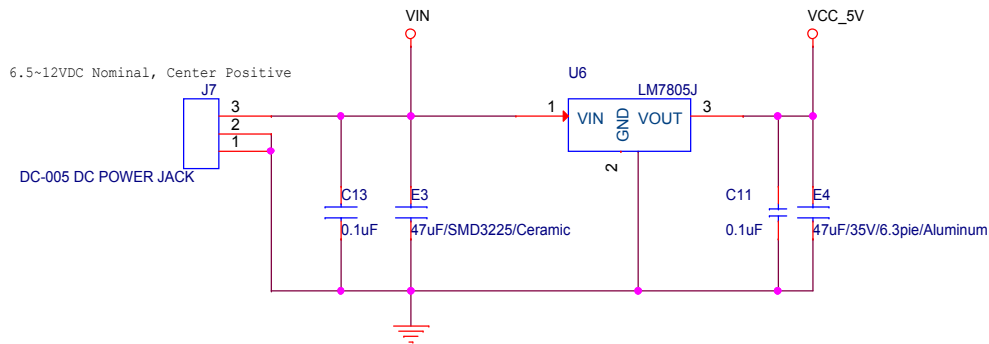 VIN
VCC_5V
6.5~12VDC Nominal, Center Positive
J7
3
2
1
DC-005 DC POWER JACK
U6
LM7805J
1
VIN
GND
VOUT
3
2
C13
0.1uF
E3
47uF/SMD3225/Ceramic
C11
0.1uF
E4
47uF/35V/6.3pie/Aluminum